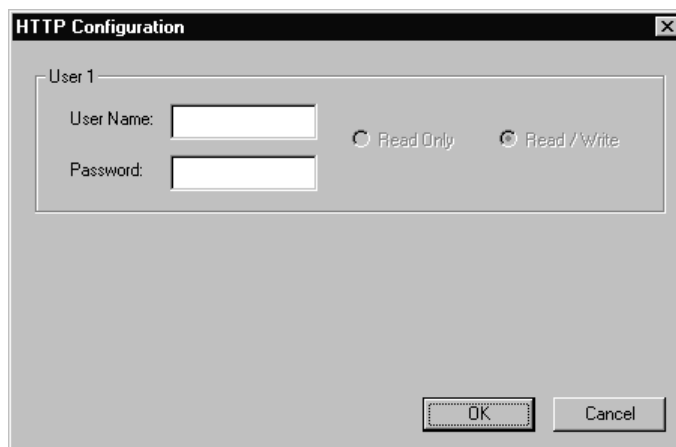 HTTP Configuration
User 1
User Name:
Read Only
Read / Write
Password:
OK
Cancel